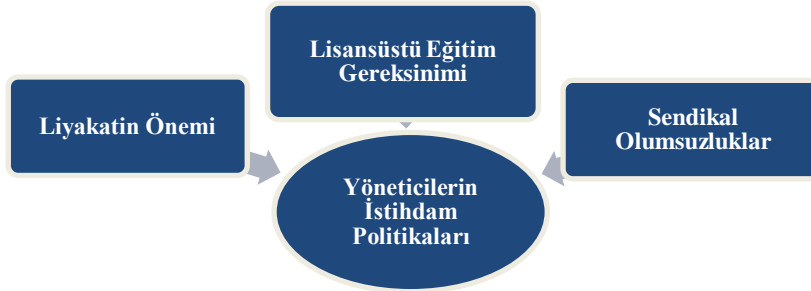 Lisansüstü Eğitim
Gereksinimi
Liyakatin Önemi
Sendikal
Olumsuzluklar
Yöneticilerin
İstihdam
Politikaları